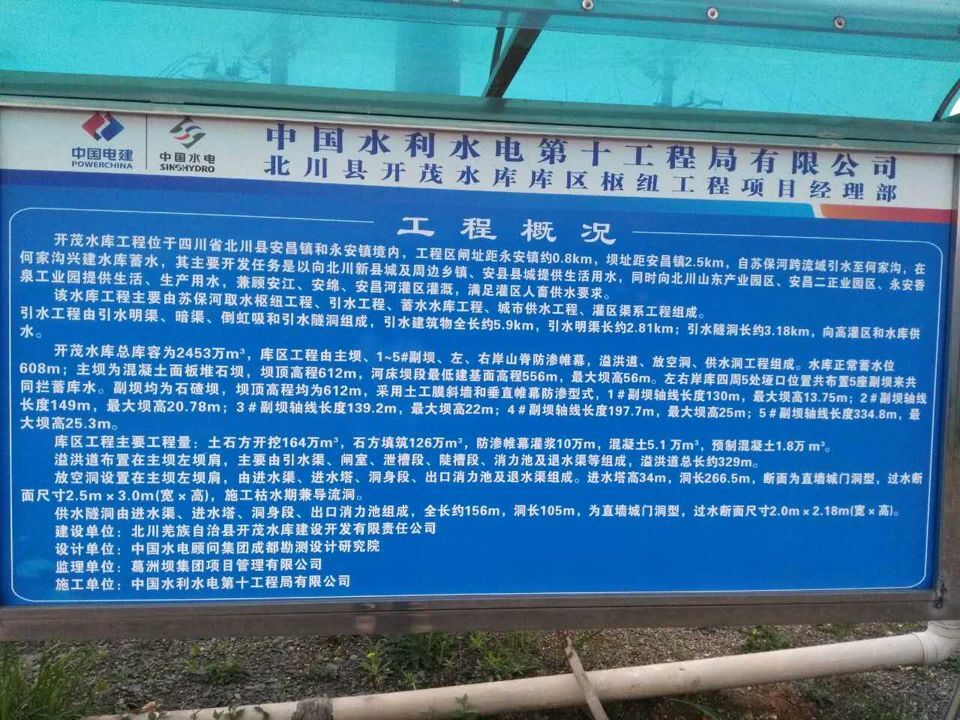 中国电建
POWERCHINA
中国水电
SINOHYDRO
中国水利水电第十工程局有限公司
北川县开茂水库库区枢纽工程项目经理部
工程概况
开茂水库工程位于四川省北川县安昌镇和永安镇境内，工程区闸址距永安镇约0.8km，坝址距安昌镇2.5km，自苏保河跨流域引水至何家沟，在
何家沟兴建水库蓄水，其主要开发任务是以向北川新县城及周边乡镇、安县县城提供生活用水，同时向北川山东产业园区、安昌二正业园区、永安香
泉工业园提供生活、生产用水，兼顾安江、安绵、安昌河灌区灌溉，满足灌区人畜供水要求。
该水库工程主要由苏保河取水枢纽工程、引水工程、蓄水水库工程、城市供水工程、灌区渠系工程组成。
引水工程由引水明渠、暗渠、倒虹吸和引水隧洞组成，引水建筑物全长约5.9km，引水明渠长约2.81km；引水隧洞长约3.18km，向高灌区和水库供
水。
开茂水库总库容为2453万m³，库区工程由主坝、1~5#副坝、左、右岸山脊防渗帷幕，溢洪道、放空洞、供水洞工程组成。水库正常蓄水位
608m；主坝为混凝土面板堆石坝，坝顶高程612m，河床坝段最低建基面高程556m，最大坝高56m。左右岸库四周5处垭口位置共布置5座副坝来共
同拦蓄库水。副坝均为石碴坝，坝顶高程均为612m，采用土工膜斜墙和垂直帷幕防渗型式，1＃副坝轴线长度130m，最大坝高13.75m；2＃副坝轴线
长度149m，最大坝高20.78m；3＃副坝轴线长度139.2m，最大坝高22m；4＃副坝轴线长度197.7m，最大坝高25m；5＃副坝轴线长度334.8m，最
大坝高25.3m。
库区工程主要工程量：土石方开挖164万m³，石方填筑126万m³，防渗帷幕灌浆10万m，混凝土5.1万m³，预制混凝土1.8万m³。
溢洪道布置在主坝左坝肩，主要由引水渠、闸室、泄槽段、陡槽段、消力池及退水渠等组成，溢洪道总长约329m。
放空洞设置在主坝左坝肩，由进水渠、进水塔、洞身段、出口消力池及退水渠组成。进水塔高34m，洞长266.5m，断面为直墙城门洞型，过水断
面尺寸2.5m×3.0m(宽×高)，施工枯水期兼导流洞。
供水隧洞由进水渠、进水塔、洞身段、出口消力池组成，全长约156m，洞长105m，为直墙城门洞型，过水断面尺寸2.0m×2.18m(宽×高)。
建设单位：北川羌族自治县开茂水库建设开发有限责任公司
设计单位：中国水电顾问集团成都勘测设计研究院
监理单位：葛洲坝集团项目管理有限公司
施工单位：中国水利水电第十工程局有限公司